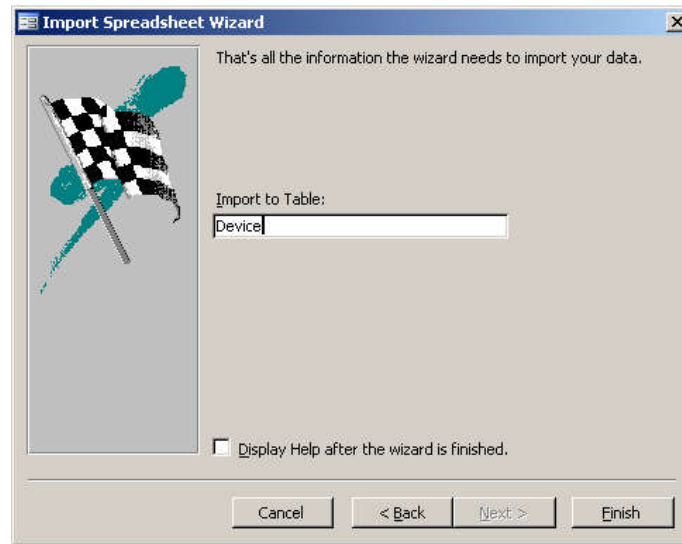 Import Spreadsheet Wizard
That's all the information the wizard needs to import your data.
Import to Table:
Device
Display Help after the wizard is finished.
Cancel
< Back
Next >
Finish